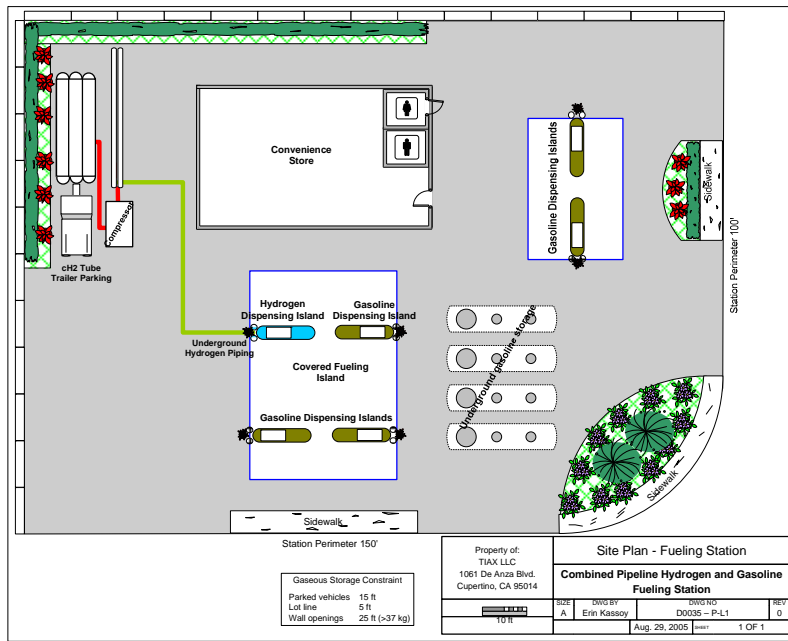 Convenience
Store
Gasoline Dispensing Islands
Sidewalk
Station Perimeter 100'
Compressor
cH2 Tube
Trailer Parking
Underground
Hydrogen Piping
Hydrogen
Dispensing Island
Gasoline
Dispensing Island
Covered Fueling
Island
Gasoline Dispensing Islands
Underground gasoline storage
Sidewalk
Sidewalk
Station Perimeter 150'
Gaseous Storage Constraint
Parked vehicles 15 ft
Lot line 5 ft
Wall openings 25 ft (>37 kg)
Property of:
TIAX LLC
1061 De Anza Blvd.
Cupertino, CA 95014
10 ft
Site Plan - Fueling Station
Combined Pipeline Hydrogen and Gasoline
Fueling Station
SIZE DWG BY DWG NO REV
A Erin Kassoy D0035 – P-L1 0
Aug. 29, 2005 SHEET 1 OF 1